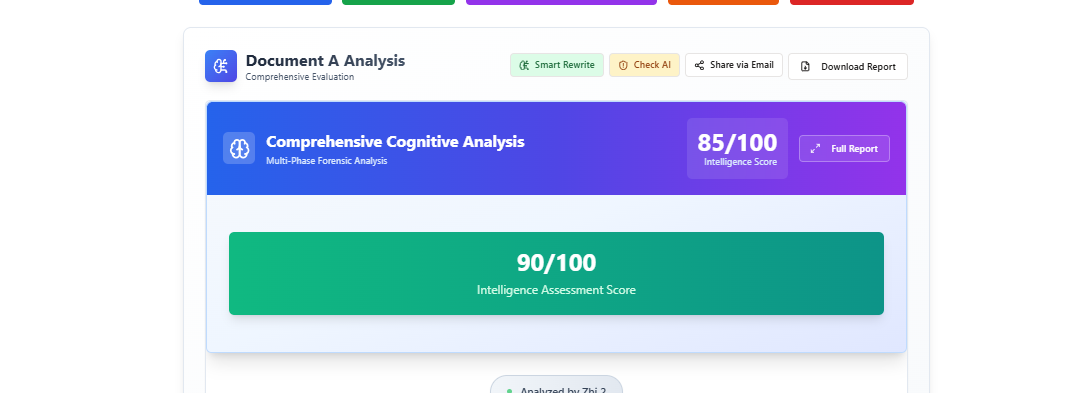 Document A Analysis
Comprehensive Evaluation
Smart Rewrite
Check AI
Share via Email
Download Report
Comprehensive Cognitive Analysis
Multi-Phase Forensic Analysis
85/100
Intelligence Score
Full Report
90/100
Intelligence Assessment Score
Analyzed by Zhi 2